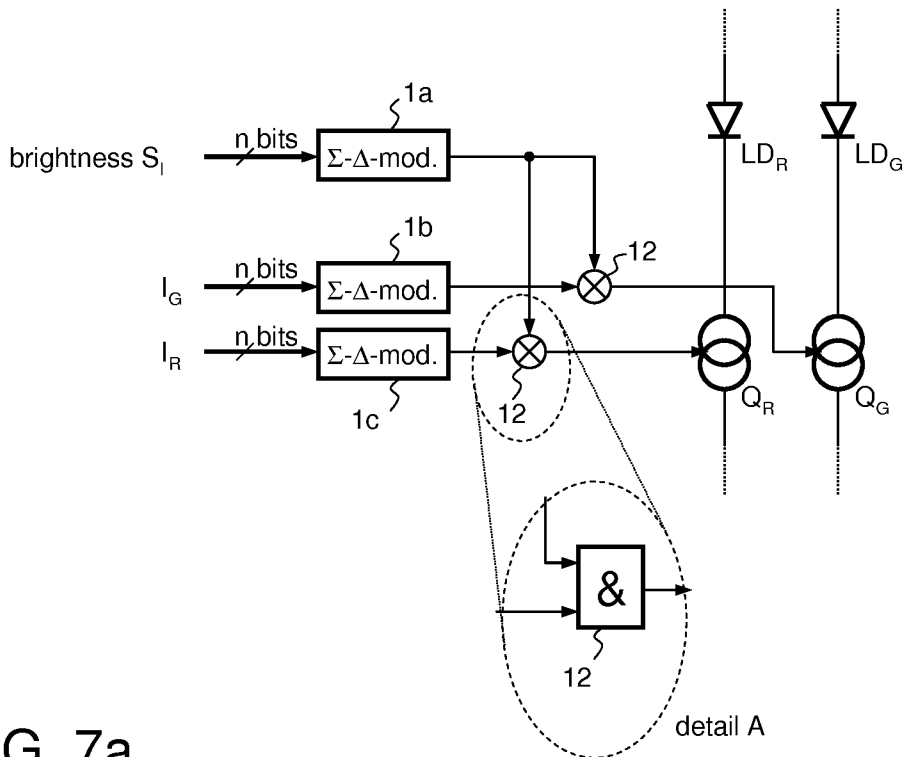 1a
n bits
brightness S_I
Σ-Δ-mod.
LD_R
LD_G
1b
12
n bits
I_G
Σ-Δ-mod.
n bits
I_R
Σ-Δ-mod.
1c
12
Q_R
Q_G
&
12
detail A
G. 7a